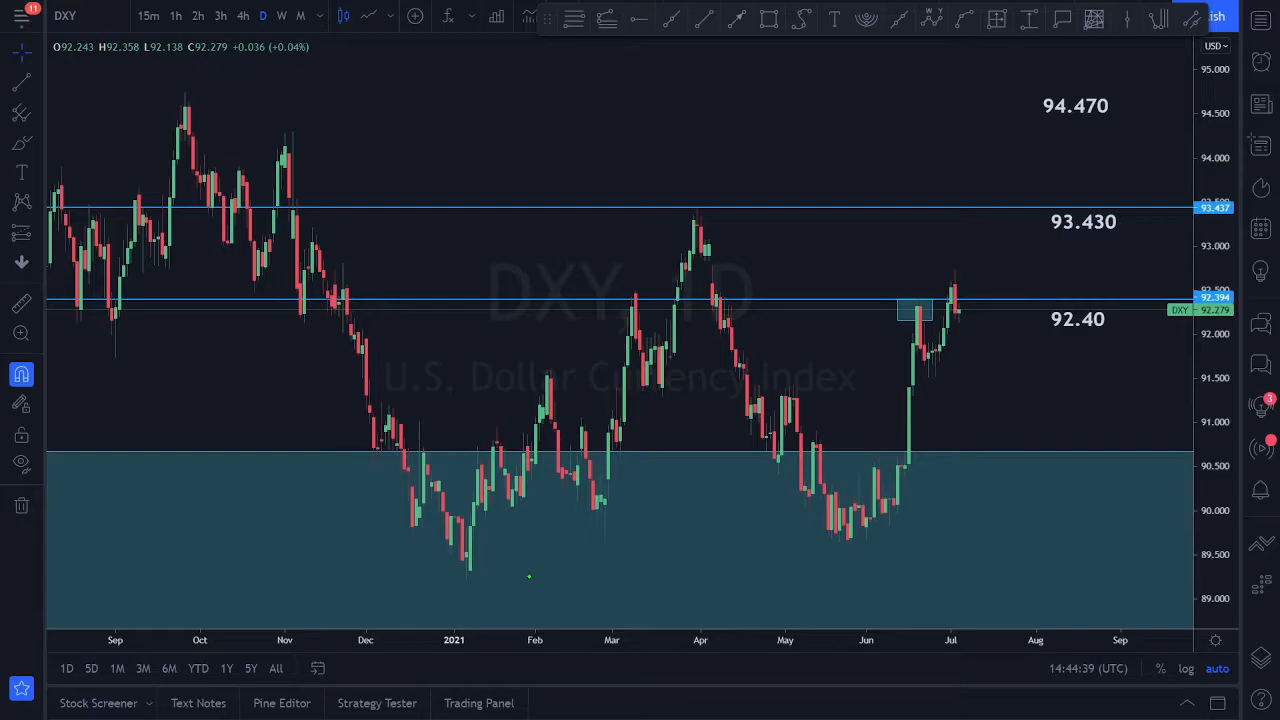 11
DXY
15m 1h 2h 3h 4h D W M
lish
O92.243 H92.358 L92.138 C92.279 +0.036 (+0.04%)
USD
95.000
94.470
94.500
94.000
93.437
93.430
93.000
DXY, 1D
92.394
DXY 92.279
92.40
92.000
U.S. Dollar Currency Index
91.500
3
91.000
90.500
90.000
89.500
89.000
Sep Oct Nov Dec 2021 Feb Mar Apr May Jun Jul Aug Sep
1D 5D 1M 3M 6M YTD 1Y 5Y All
14:44:39 (UTC) % log auto
Stock Screener Text Notes Pine Editor Strategy Tester Trading Panel